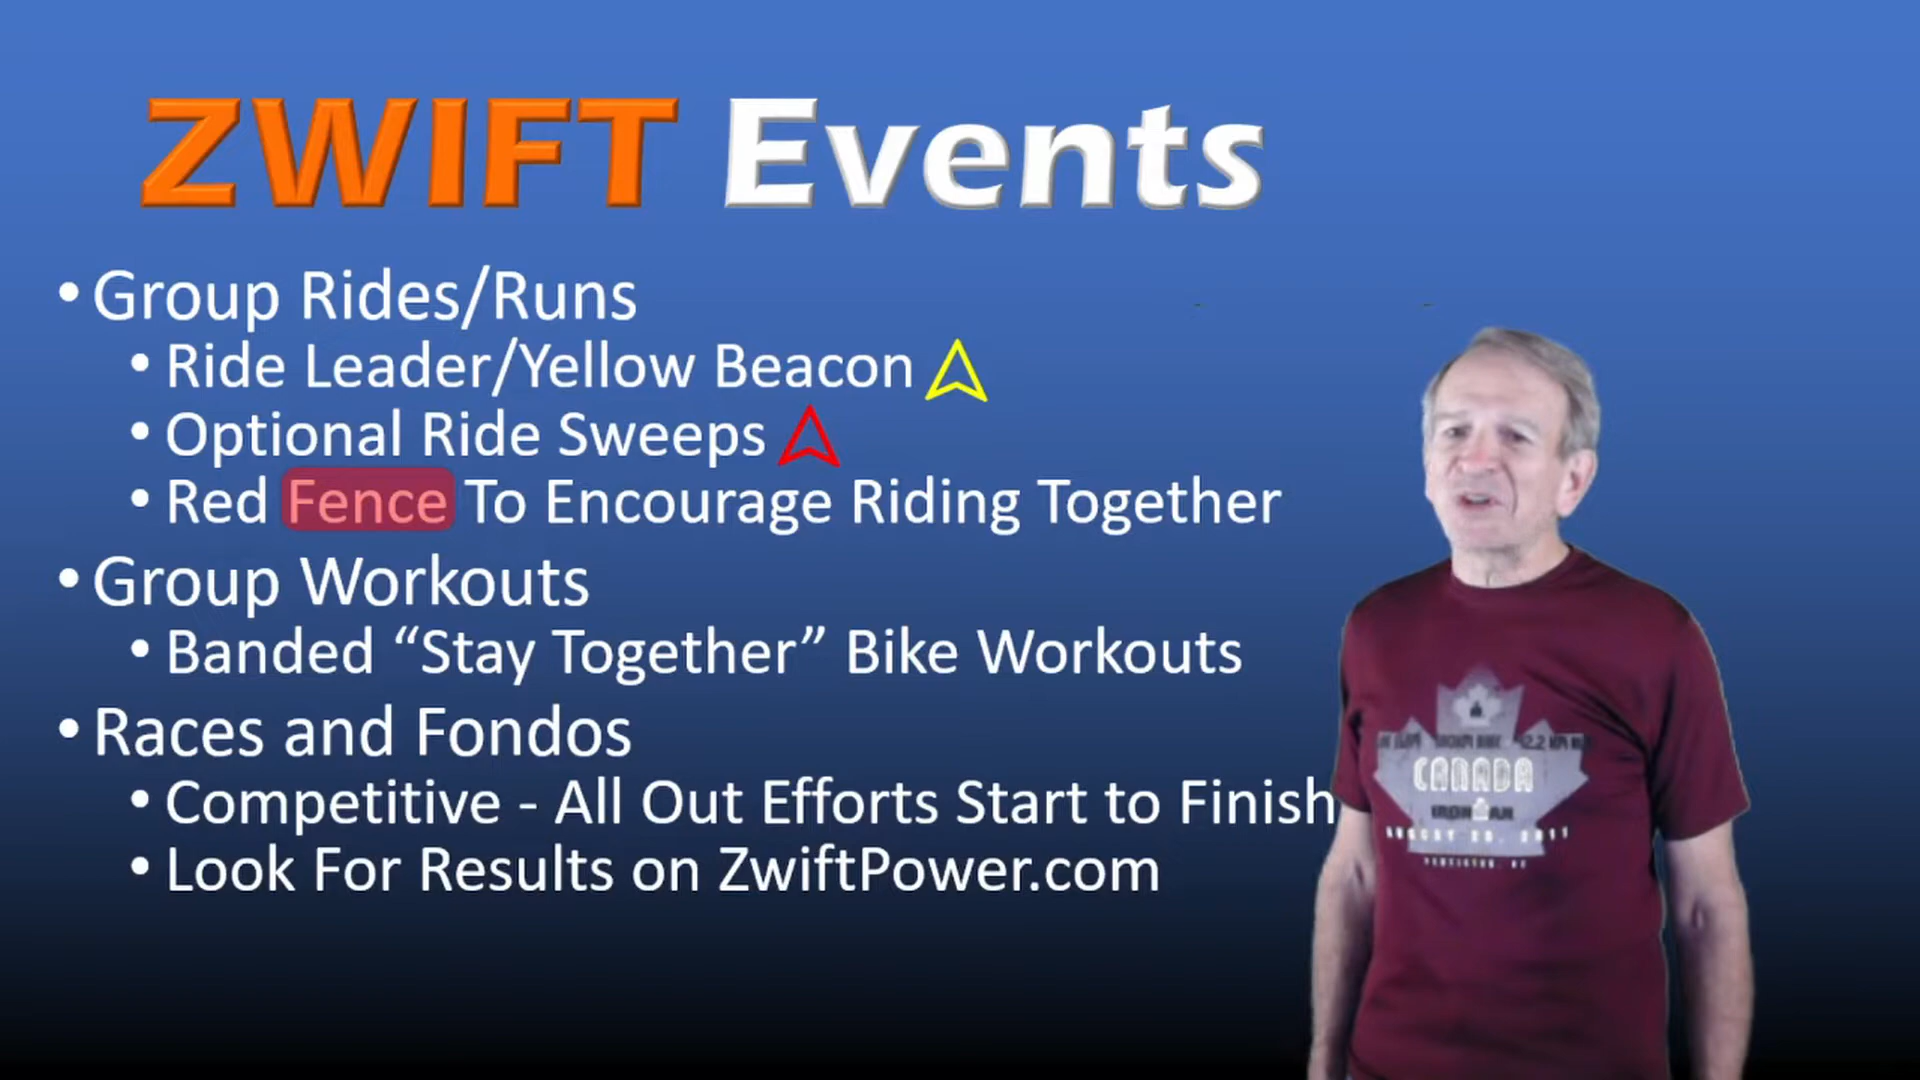 ZWIFT Events
• Group Rides/Runs
• Ride Leader/Yellow Beacon
• Optional Ride Sweeps
• Red Fence To Encourage Riding Together
• Group Workouts
• Banded “Stay Together” Bike Workouts
• Races and Fondos
• Competitive - All Out Efforts Start to Finish
• Look For Results on ZwiftPower.com
CANADA
IRONMAN